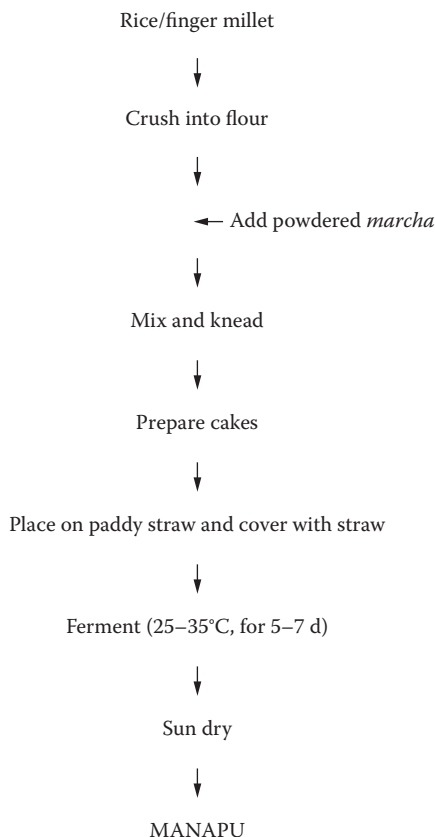 Rice/finger millet
Crush into flour
Add powdered marcha
Mix and knead
Prepare cakes
Place on paddy straw and cover with straw
Ferment (25–35°C, for 5–7 d)
Sun dry
MANAPU